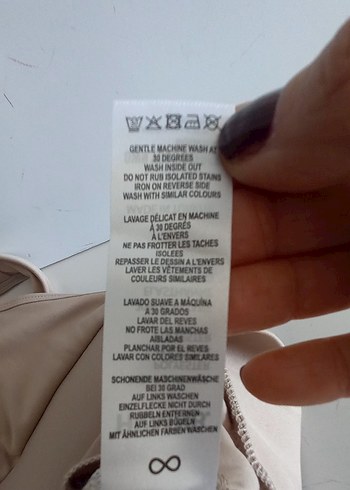 GENTLE MACHINE WASH AT
30 DEGREES
WASH INSIDE OUT
DO NOT RUB ISOLATED STAINS
IRON ON REVERSE SIDE
WASH WITH SIMILAR COLOURS
LAVAGE DÉLICAT EN MACHINE
À 30 DEGRÉS
À L'ENVERS
NE PAS FROTTER LES TACHES
ISOLEES
REPASSER LE DESSIN A L'ENVERS
LAVER LES VÊTEMENTS DE
COULEURS SIMILAIRES
LAVADO SUAVE A MÁQUINA
A 30 GRADOS
LAVAR DEL REVES
NO FROTE LAS MANCHAS
AISLADAS
PLANCHAR POR EL REVES
LAVAR CON COLORES SIMILARES
SCHONENDE MASCHINENWÄSCHE
BEI 30 GRAD
AUF LINKS WASCHEN
EINZELFLECKE NICHT DURCH
RUBBELN ENTFERNEN
AUF LINKS BÜGELN
MIT ÄHNLICHEN FARBEN WASCHEN